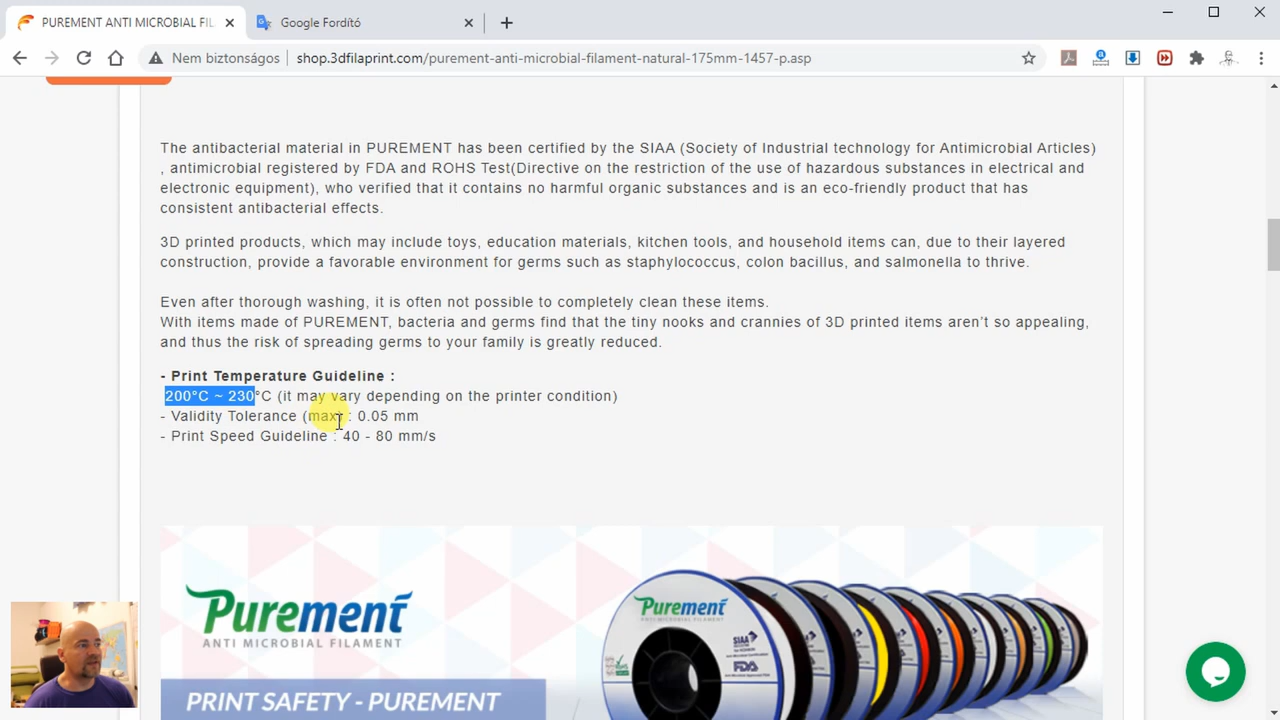 PUREMENT ANTI MICROBIAL FIL
Google Fordító
Nem biztonságos
shop.3dfilaprint.com/purement-anti-microbial-filament-natural-175mm-1457-p.asp
The antibacterial material in PUREMENT has been certified by the SIAA (Society of Industrial technology for Antimicrobial Articles)
, antimicrobial registered by FDA and ROHS Test(Directive on the restriction of the use of hazardous substances in electrical and
electronic equipment), who verified that it contains no harmful organic substances and is an eco-friendly product that has
consistent antibacterial effects.
3D printed products, which may include toys, education materials, kitchen tools, and household items can, due to their layered
construction, provide a favorable environment for germs such as staphylococcus, colon bacillus, and salmonella to thrive.
Even after thorough washing, it is often not possible to completely clean these items.
With items made of PUREMENT, bacteria and germs find that the tiny nooks and crannies of 3D printed items aren't so appealing,
and thus the risk of spreading germs to your family is greatly reduced.
- Print Temperature Guideline :
200°C ~ 230°C (it may vary depending on the printer condition)
- Validity Tolerance (max) : 0.05 mm
- Print Speed Guideline : 40 - 80 mm/s
Purement
ANTI MICROBIAL FILAMENT
PRINT SAFETY - PUREMENT
Purement
SIAA
FDA